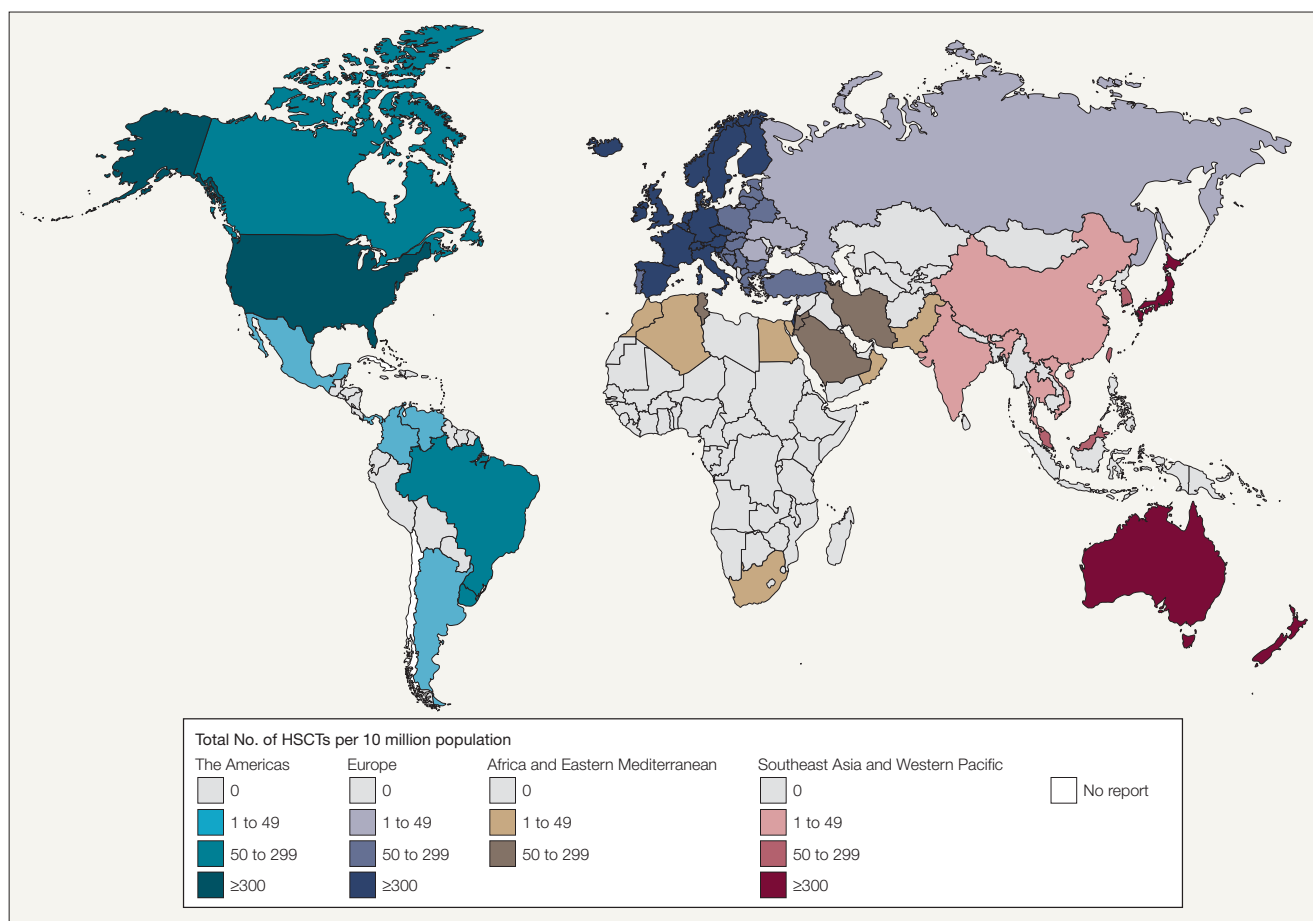 Total No. of HSCTs per 10 million population
The Americas
0
1 to 49
50 to 299
≥300
Europe
0
1 to 49
50 to 299
≥300
Africa and Eastern Mediterranean
0
1 to 49
50 to 299
Southeast Asia and Western Pacific
0
1 to 49
50 to 299
≥300
No report